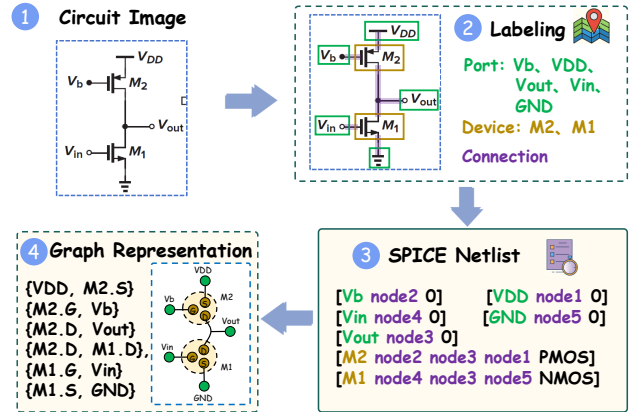 1 Circuit Image
VDD
Vb
M2
Vout
Vin
M1
2 Labeling
VDD
Vb
M2
Vout
Vin
M1
Port: Vb、VDD、
Vout、Vin、
GND
Device: M2、M1
Connection
4 Graph Representation
{VDD, M2.S}
{M2.G, Vb}
{M2.D, Vout}
{M2.D, M1.D},
{M1.G, Vin}
{M1.S, GND}
VDD
Vb
M2
S
G
D
Vout
Vin
D
G
S
M1
GND
3 SPICE Netlist
[Vb node2 0] [VDD node1 0]
[Vin node4 0] [GND node5 0]
[Vout node3 0]
[M2 node2 node3 node1 PMOS]
[M1 node4 node3 node5 NMOS]